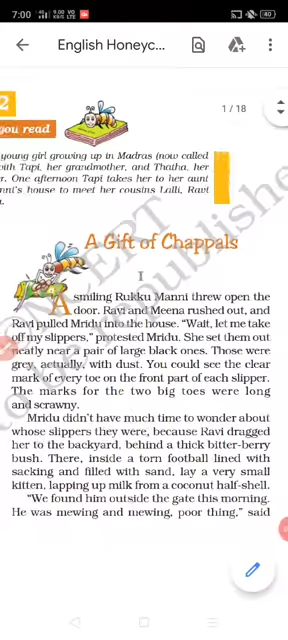 7:00
4G
9.00 VO
KB/S LTE
40
English Honeyc...
1 / 18
2
you read
young girl growing up in Madras (now called
with Tapi, her grandmother, and Thatha, her
r. One afternoon Tapi takes her to her aunt
nni's house to meet her cousins Lalli, Ravi
a.
A Gift of Chappals
I
A smiling Rukku Manni threw open the
door. Ravi and Meena rushed out, and
Ravi pulled Mridu into the house. "Wait, let me take
off my slippers," protested Mridu. She set them out
neatly near a pair of large black ones. Those were
grey, actually, with dust. You could see the clear
mark of every toe on the front part of each slipper.
The marks for the two big toes were long
and scrawny.
Mridu didn't have much time to wonder about
whose slippers they were, because Ravi dragged
her to the backyard, behind a thick bitter-berry
bush. There, inside a torn football lined with
sacking and filled with sand, lay a very small
kitten, lapping up milk from a coconut half-shell.
"We found him outside the gate this morning.
He was mewing and mewing, poor thing," said